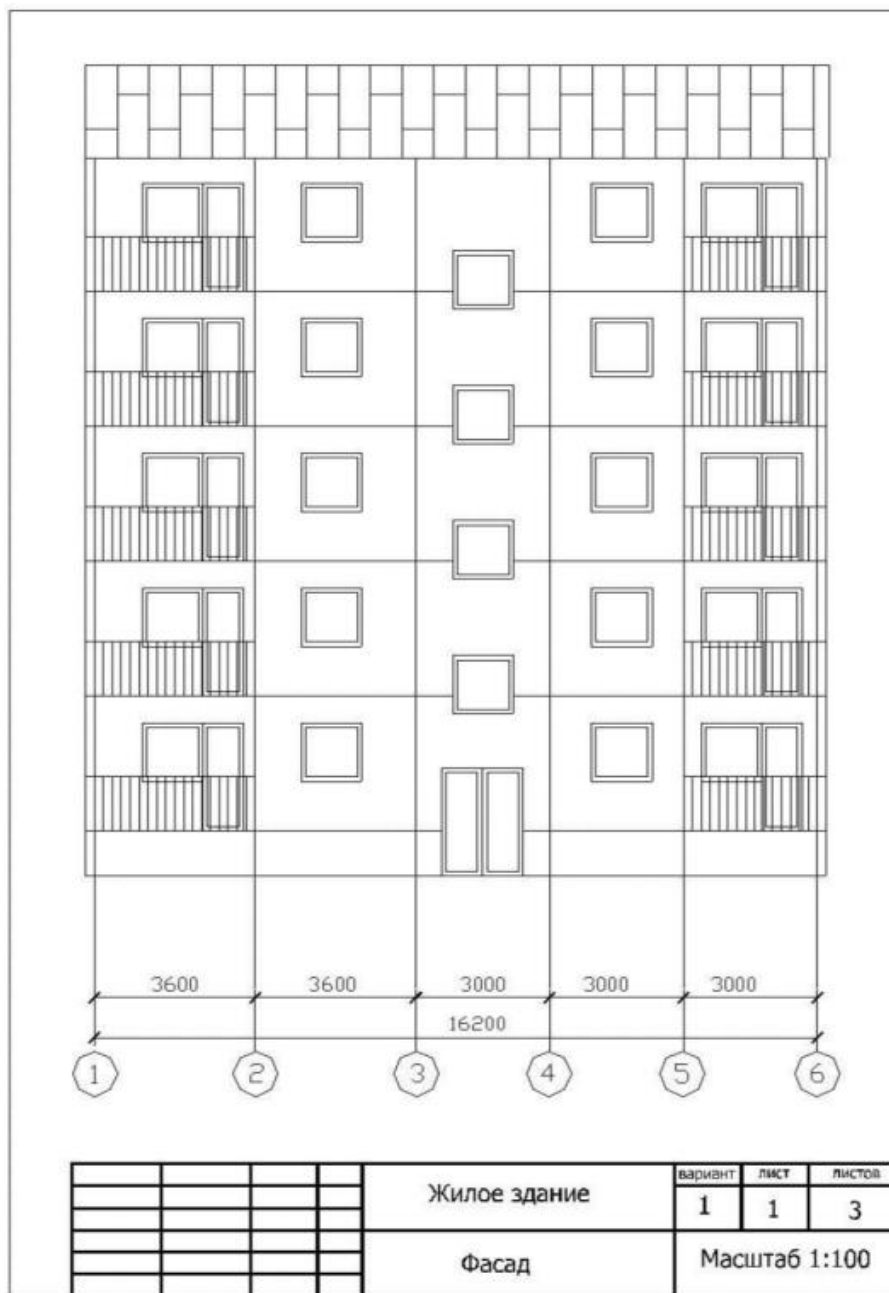 3600 3600 3000 3000 3000
16200
1 2 3 4 5 6
Жилое здание
вариант лист листов
1 1 3
Фасад
Масштаб 1:100